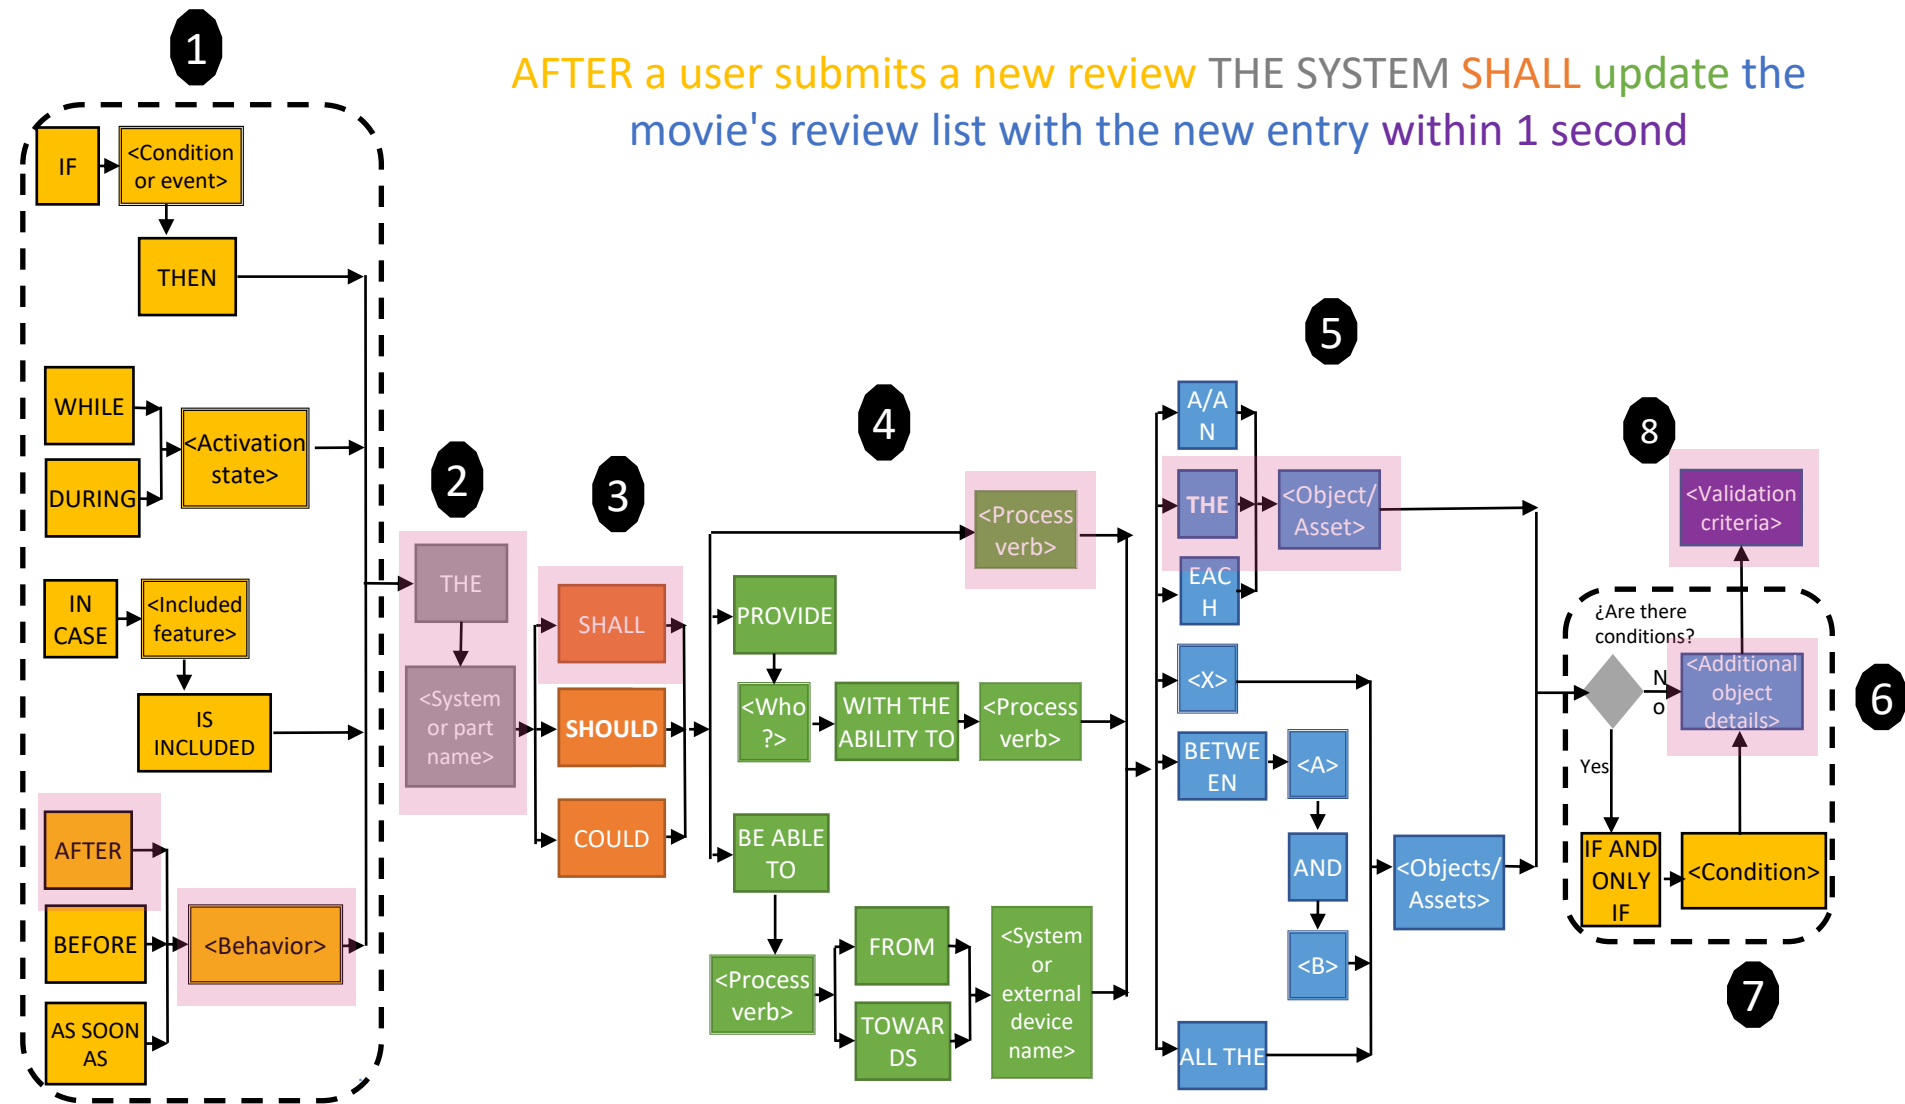 1
AFTER a user submits a new review THE SYSTEM SHALL update the
movie's review list with the new entry within 1 second
IF
<Condition
or event>
THEN
WHILE
DURING
<Activation
state>
IN
CASE
<Included
feature>
IS
INCLUDED
AFTER
BEFORE
AS SOON
AS
<Behavior>
2
THE
<System
or part
name>
3
SHALL
SHOULD
COULD
4
<Process
verb>
PROVIDE
<Who
?>
WITH THE
ABILITY TO
<Process
verb>
BE ABLE
TO
<Process
verb>
FROM
TOWAR
DS
<System
or
external
device
name>
5
A/A
N
THE
EAC
H
<Object/
Asset>
<X>
BETWE
EN
<A>
AND
<B>
ALL THE
<Objects/
Assets>
8
<Validation
criteria>
¿Are there
conditions?
N
o
<Additional
object
details>
6
Yes
IF AND
ONLY
IF
<Condition>
7